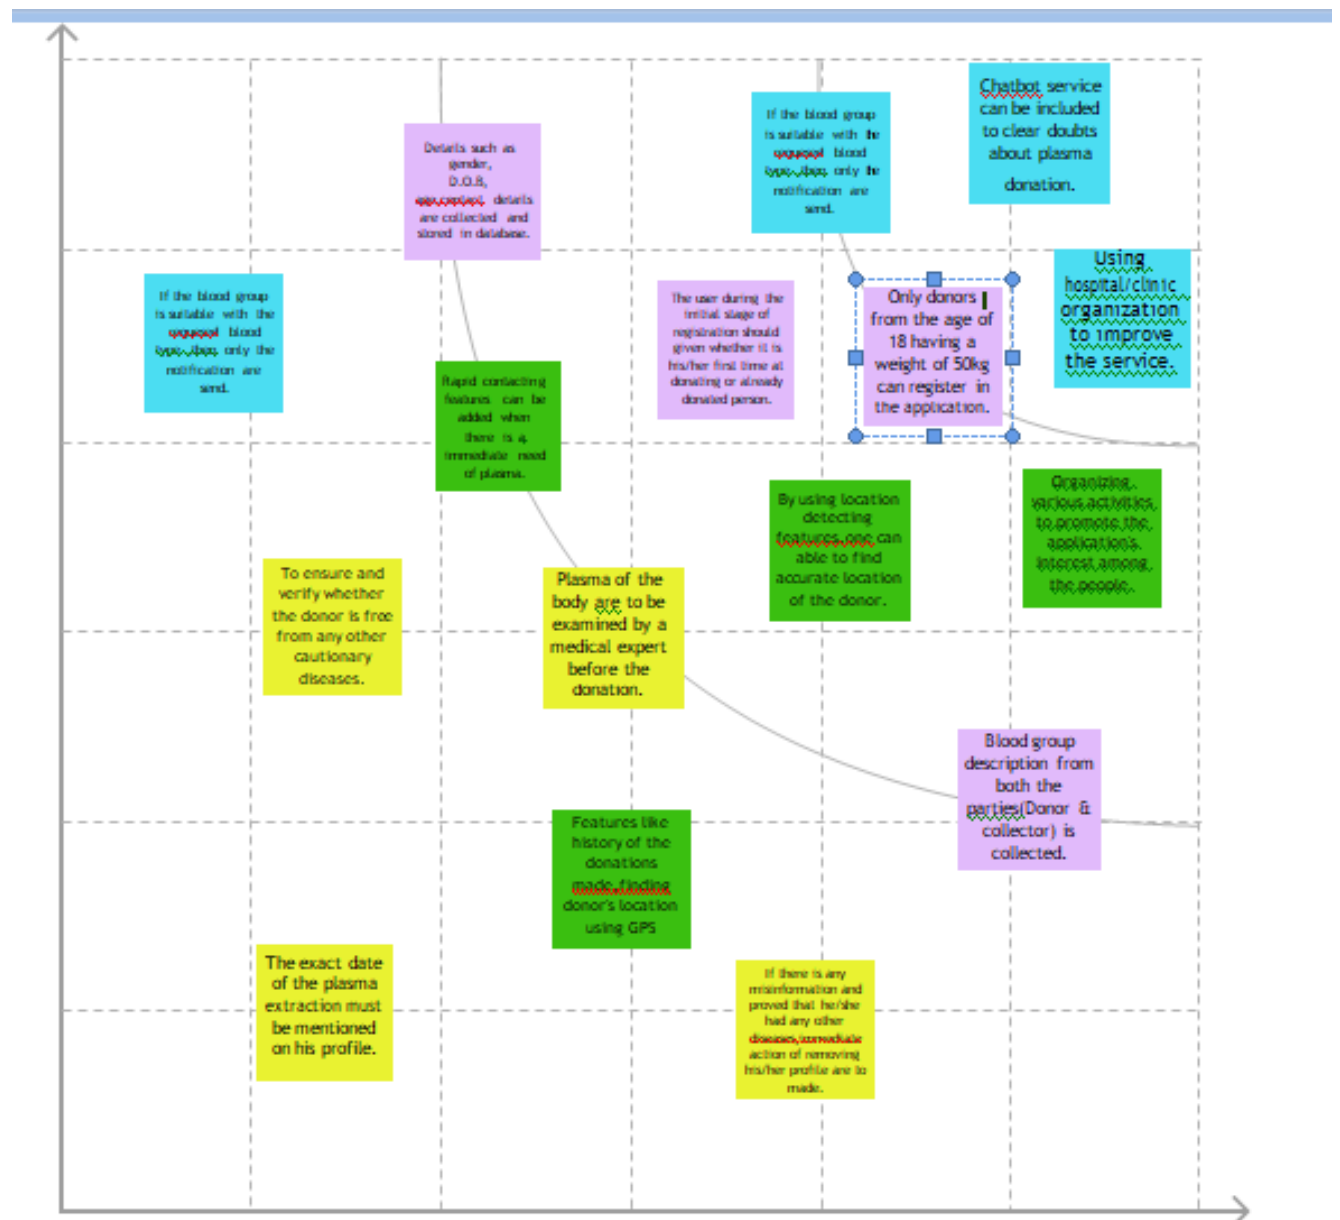 Chatbot service
can be included
to clear doubts
about plasma
donation.
If the blood group
is suitable with the
blood
type, then only the
notification are
send.
Details such as
gender,
D.O.B,
age,contact details
are collected and
stored in database.
Using
hospital/clinic
organization
to improve
the service.
If the blood group
is suitable with the
blood
type, then only the
notification are
send.
The user during the
initial stage of
registration should
given whether it is
his/her first time at
donating or already
donated person.
Only donors
from the age of
18 having a
weight of 50kg
can register in
the application.
Rapid contacting
features can be
added when
there is a
immediate need
of plasma.
By using location
detecting
features,one can
able to find
accurate location
of the donor.
Organizing
various activities
to promote the
application's
interest among
the people.
To ensure and
verify whether
the donor is free
from any other
cautionary
diseases.
Plasma of the
body are to be
examined by a
medical expert
before the
donation.
Blood group
description from
both the
parties(Donor &
collector) is
collected.
Features like
history of the
donations
made,finding
donor's location
using GPS
The exact date
of the plasma
extraction must
be mentioned
on his profile.
If there is any
misinformation and
proved that he/she
had any other
diseases,immediate
action of removing
his/her profile are to
made.